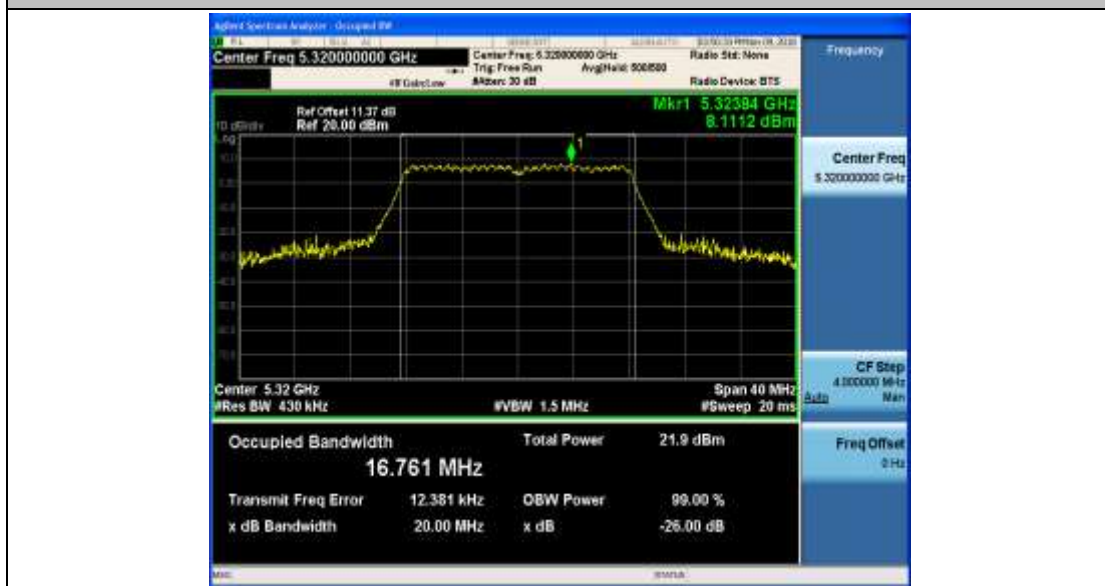 Agilent Spectrum Analyzer - Occupied BW
Center Freq 5.320000000 GHz
Center Freq: 5.320000000 GHz
Radio Std: None
Trig: Free Run
Avg|Hold: 500/500
#IFGain:Low
#Atten: 30 dB
Radio Device: BTS
Frequency
Ref Offset 11.37 dB
Mkr1 5.32384 GHz
10 dB/div
Ref 20.00 dBm
8.1112 dBm
Log
1
Center Freq
5.320000000 GHz
Center 5.32 GHz
Span 40 MHz
#Res BW 430 kHz
#VBW 1.5 MHz
#Sweep 20 ms
CF Step
4.000000 MHz
Auto
Man
Occupied Bandwidth
Total Power
21.9 dBm
16.761 MHz
Freq Offset
0 Hz
Transmit Freq Error
12.381 kHz
OBW Power
99.00 %
x dB Bandwidth
20.00 MHz
x dB
-26.00 dB
MSG
STATUS